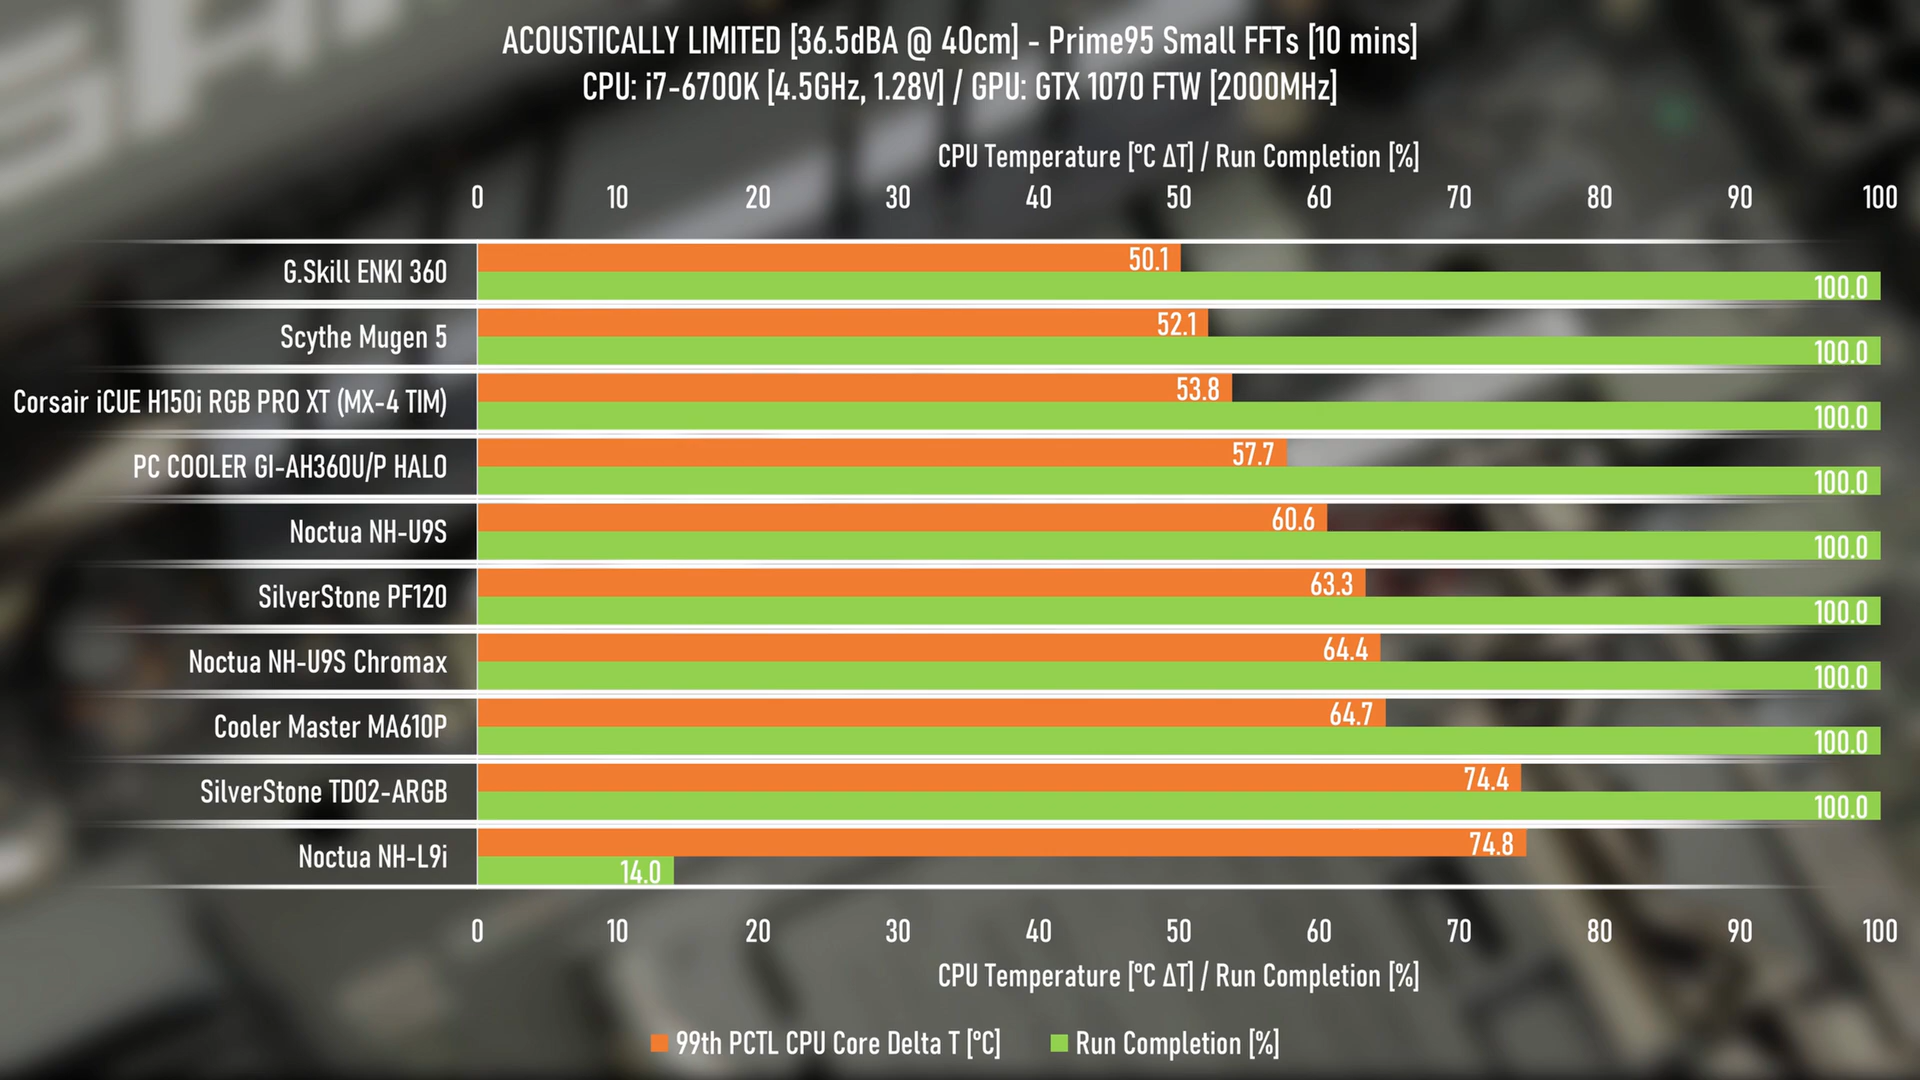 ACOUSTICALLY LIMITED [36.5dBA @ 40cm] - Prime95 Small FFTs [10 mins]
CPU: i7-6700K [4.5GHz, 1.28V] / GPU: GTX 1070 FTW [2000MHz]
CPU Temperature [°C ΔT] / Run Completion [%]
0 10 20 30 40 50 60 70 80 90 100
G.Skill ENKI 360 50.1
100.0
Scythe Mugen 5 52.1
100.0
Corsair iCUE H150i RGB PRO XT (MX-4 TIM) 53.8
100.0
PC COOLER GI-AH360U/P HALO 57.7
100.0
Noctua NH-U9S 60.6
100.0
SilverStone PF120 63.3
100.0
Noctua NH-U9S Chromax 64.4
100.0
Cooler Master MA610P 64.7
100.0
SilverStone TD02-ARGB 74.4
100.0
Noctua NH-L9i 74.8
14.0
0 10 20 30 40 50 60 70 80 90 100
CPU Temperature [°C ΔT] / Run Completion [%]
99th PCTL CPU Core Delta T [°C] Run Completion [%]